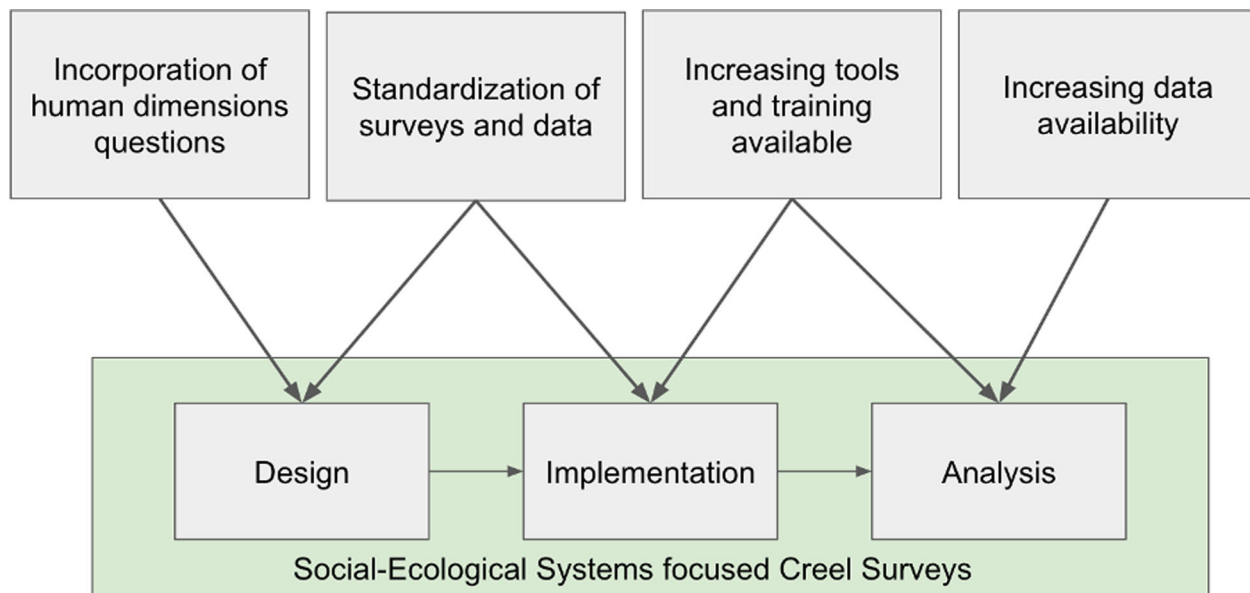 Incorporation of
human dimensions
questions
Standardization of
surveys and data
Increasing tools
and training
available
Increasing data
availability
Design
Implementation
Analysis
Social-Ecological Systems focused Creel Surveys